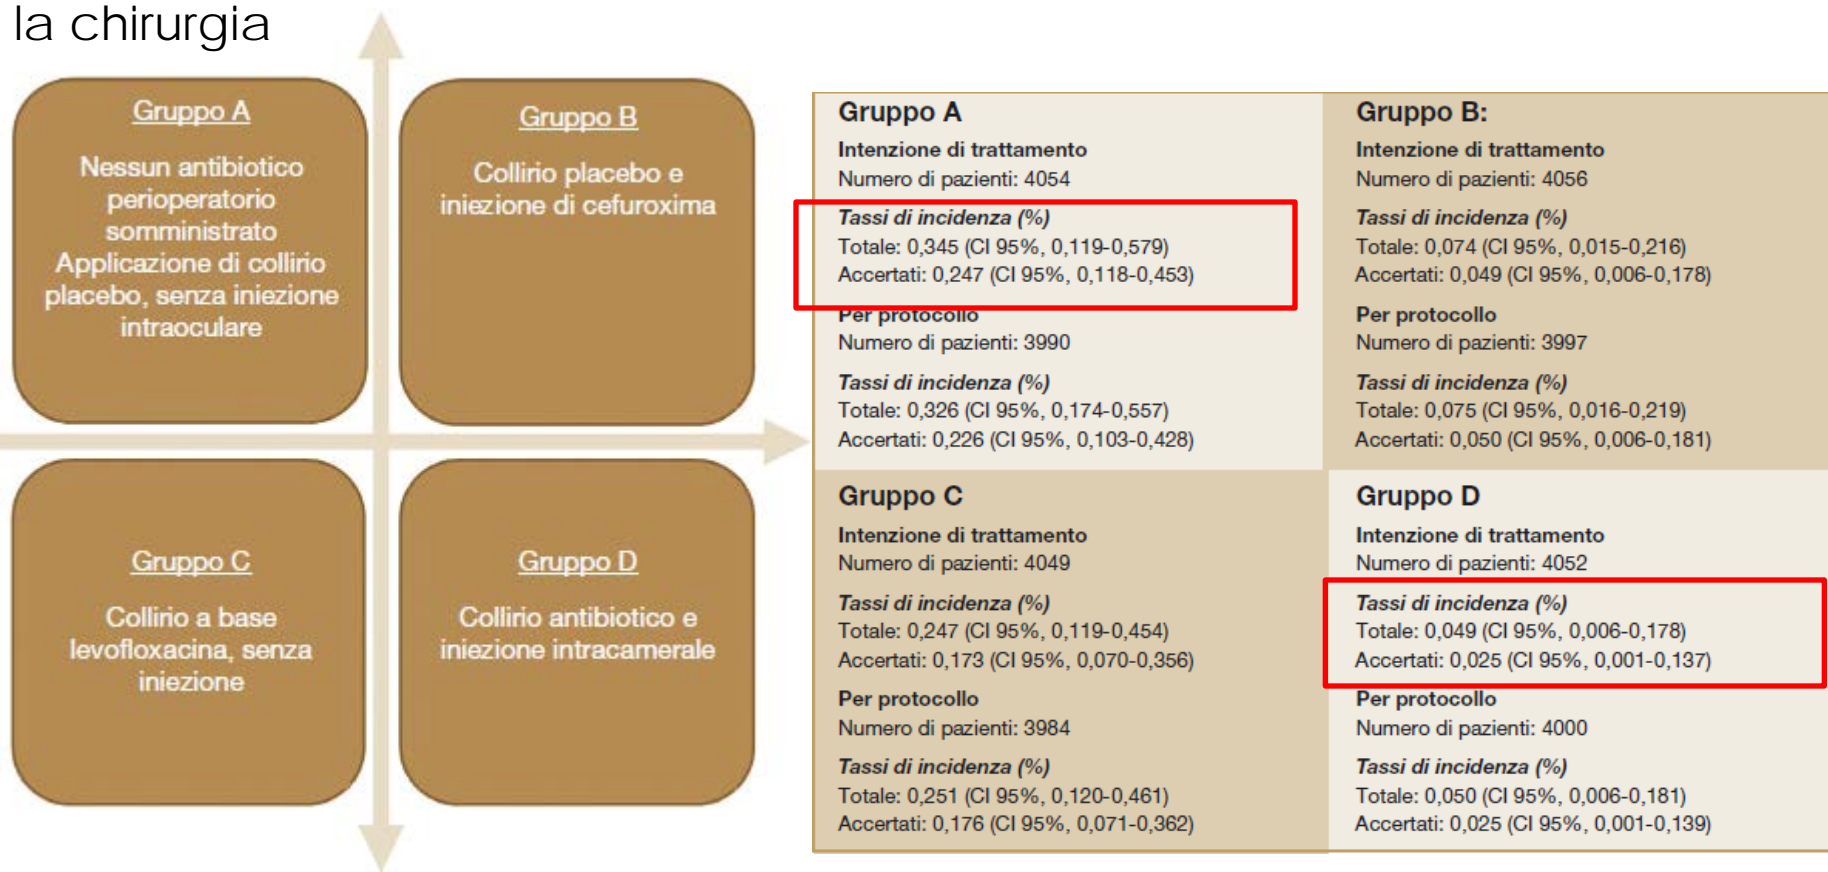 la chirurgia
Gruppo A
Nessun antibiotico
perioperatorio
somministrato
Applicazione di collirio
placebo, senza iniezione
intraoculare
Gruppo B
Collirio placebo e
iniezione di cefuroxima
Gruppo C
Collirio a base
levofloxacina, senza
iniezione
Gruppo D
Collirio antibiotico e
iniezione intracamerale
Gruppo A
Intenzione di trattamento
Numero di pazienti: 4054
Tassi di incidenza (%)
Totale: 0,345 (CI 95%, 0,119-0,579)
Accertati: 0,247 (CI 95%, 0,118-0,453)
Per protocollo
Numero di pazienti: 3990
Tassi di incidenza (%)
Totale: 0,326 (CI 95%, 0,174-0,557)
Accertati: 0,226 (CI 95%, 0,103-0,428)
Gruppo B:
Intenzione di trattamento
Numero di pazienti: 4056
Tassi di incidenza (%)
Totale: 0,074 (CI 95%, 0,015-0,216)
Accertati: 0,049 (CI 95%, 0,006-0,178)
Per protocollo
Numero di pazienti: 3997
Tassi di incidenza (%)
Totale: 0,075 (CI 95%, 0,016-0,219)
Accertati: 0,050 (CI 95%, 0,006-0,181)
Gruppo C
Intenzione di trattamento
Numero di pazienti: 4049
Tassi di incidenza (%)
Totale: 0,247 (CI 95%, 0,119-0,454)
Accertati: 0,173 (CI 95%, 0,070-0,356)
Per protocollo
Numero di pazienti: 3984
Tassi di incidenza (%)
Totale: 0,251 (CI 95%, 0,120-0,461)
Accertati: 0,176 (CI 95%, 0,071-0,362)
Gruppo D
Intenzione di trattamento
Numero di pazienti: 4052
Tassi di incidenza (%)
Totale: 0,049 (CI 95%, 0,006-0,178)
Accertati: 0,025 (CI 95%, 0,001-0,137)
Per protocollo
Numero di pazienti: 4000
Tassi di incidenza (%)
Totale: 0,050 (CI 95%, 0,006-0,181)
Accertati: 0,025 (CI 95%, 0,001-0,139)